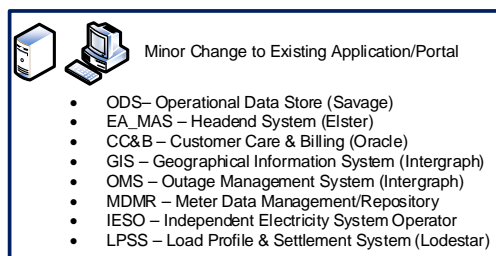 Minor Change to Existing Application/Portal
• ODS– Operational Data Store (Savage)
• EA_MAS – Headend System (Elster)
• CC&B – Customer Care & Billing (Oracle)
• GIS – Geographical Information System (Intergraph)
• OMS – Outage Management System (Intergraph)
• MDMR – Meter Data Management/Repository
• IESO – Independent Electricity System Operator
• LPSS – Load Profile & Settlement System (Lodestar)